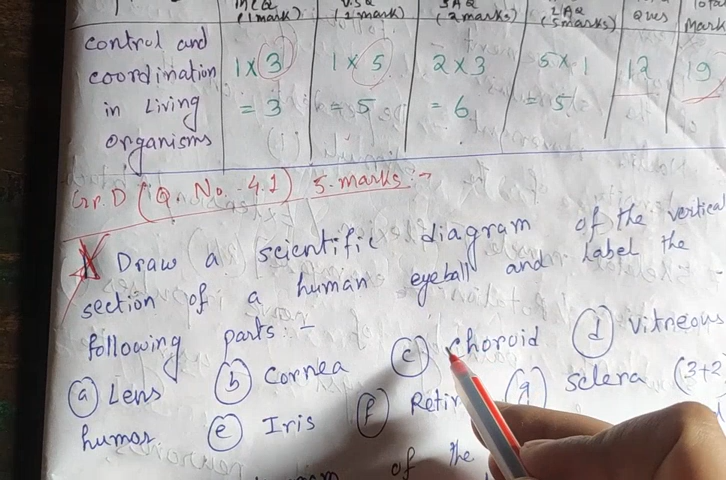 MCQ (1 mark) VSQ (1 mark) SAQ (2 marks) LAQ (5 marks) Ques Total Mark
Control and
coordination 1 x 3 1 x 5 2 x 3 5 x 1 12 19
in Living = 3 = 5 = 6 = 5
organisms
Gr. D (Q. No. - 4.1) 5. marks :-
Draw a scientific diagram of the vertical
section of a human eyeball and Label the
following parts :-
(a) Lens (b) Cornea (c) Choroid (d) vitreous
humor (e) Iris (f) Retin (g) sclera (3+2
of the